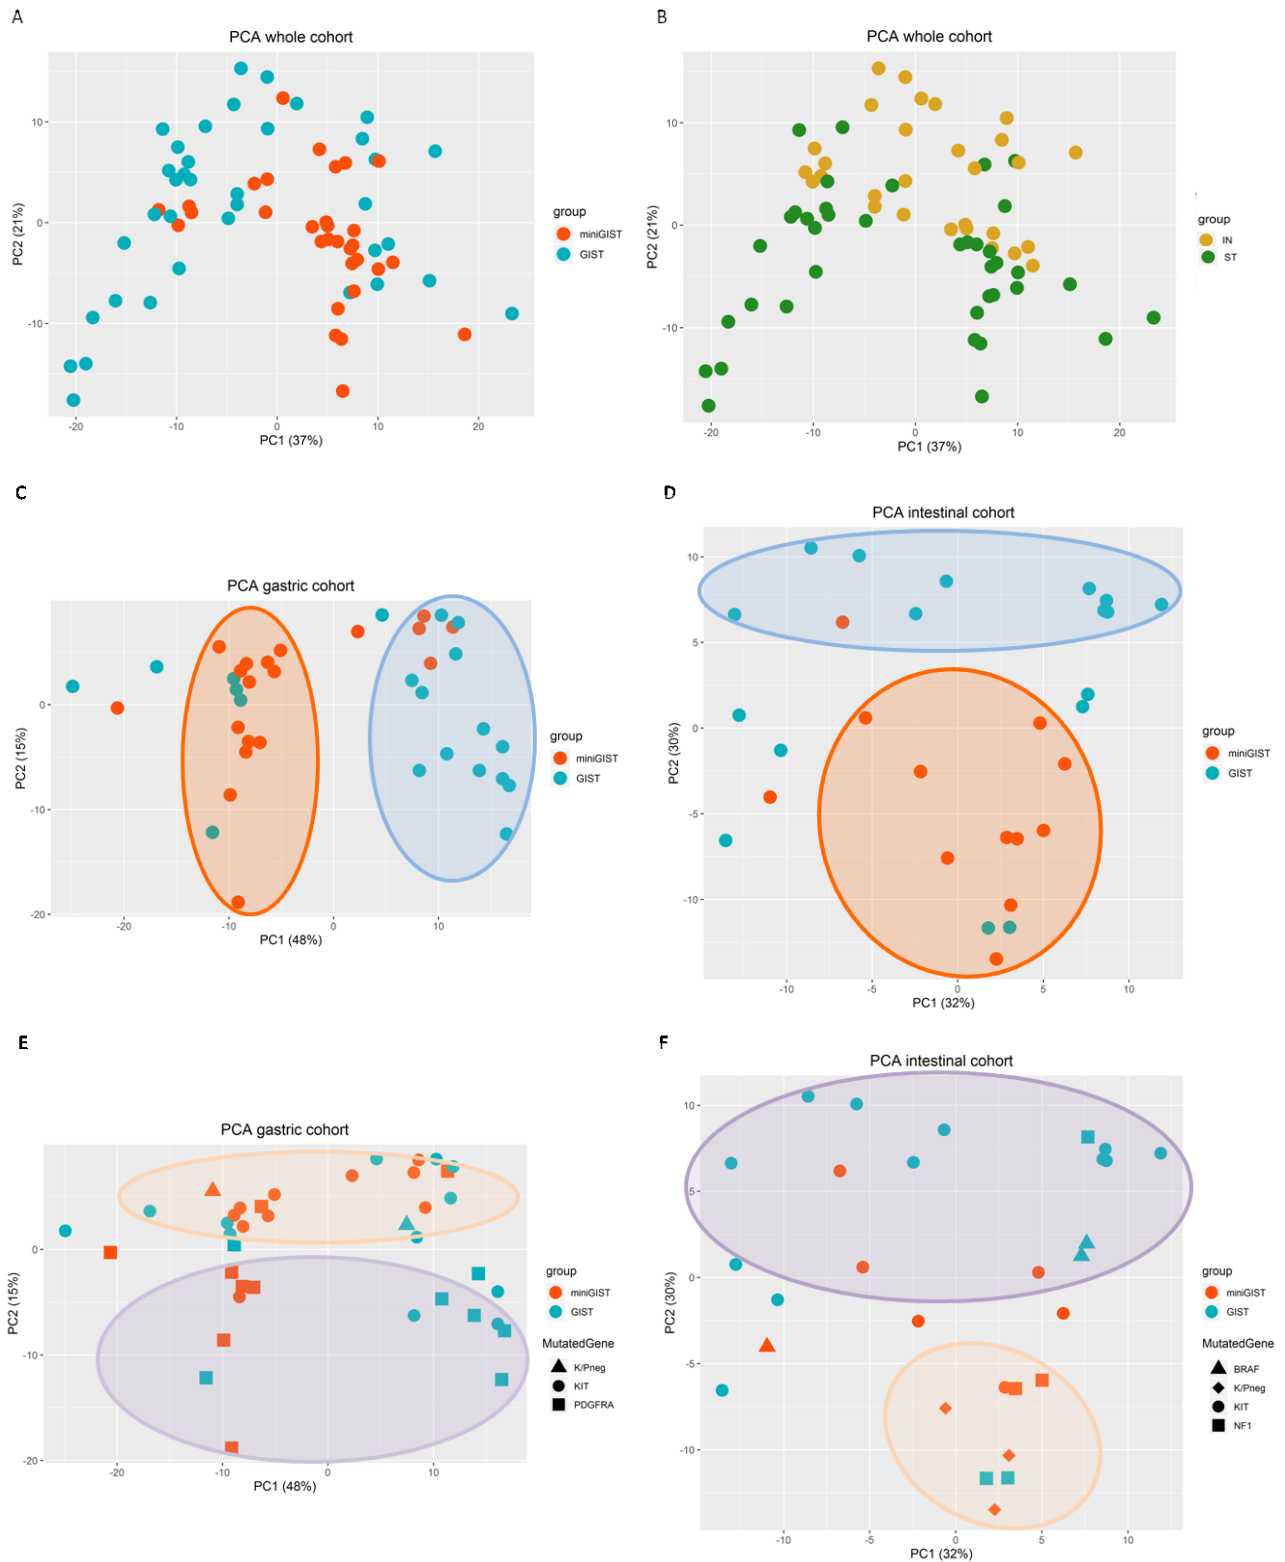 A
PCA whole cohort
10
0
-10
PC2 (21%)
-20
-10
0
10
20
PC1 (37%)
group
miniGIST
GIST
B
PCA whole cohort
10
0
-10
PC2 (21%)
-20
-10
0
10
20
PC1 (37%)
group
IN
ST
C
PCA gastric cohort
0
-10
-20
PC2 (15%)
-20
-10
0
10
PC1 (48%)
group
miniGIST
GIST
D
PCA intestinal cohort
10
5
0
-5
-10
PC2 (30%)
-10
-5
0
5
10
PC1 (32%)
group
miniGIST
GIST
E
PCA gastric cohort
0
-10
-20
PC2 (15%)
-20
-10
0
10
PC1 (48%)
group
miniGIST
GIST
MutatedGene
K/Pneg
KIT
PDGFRA
F
PCA intestinal cohort
10
5
0
-5
-10
PC2 (30%)
-10
-5
0
5
10
PC1 (32%)
group
miniGIST
GIST
MutatedGene
BRAF
K/Pneg
KIT
NF1